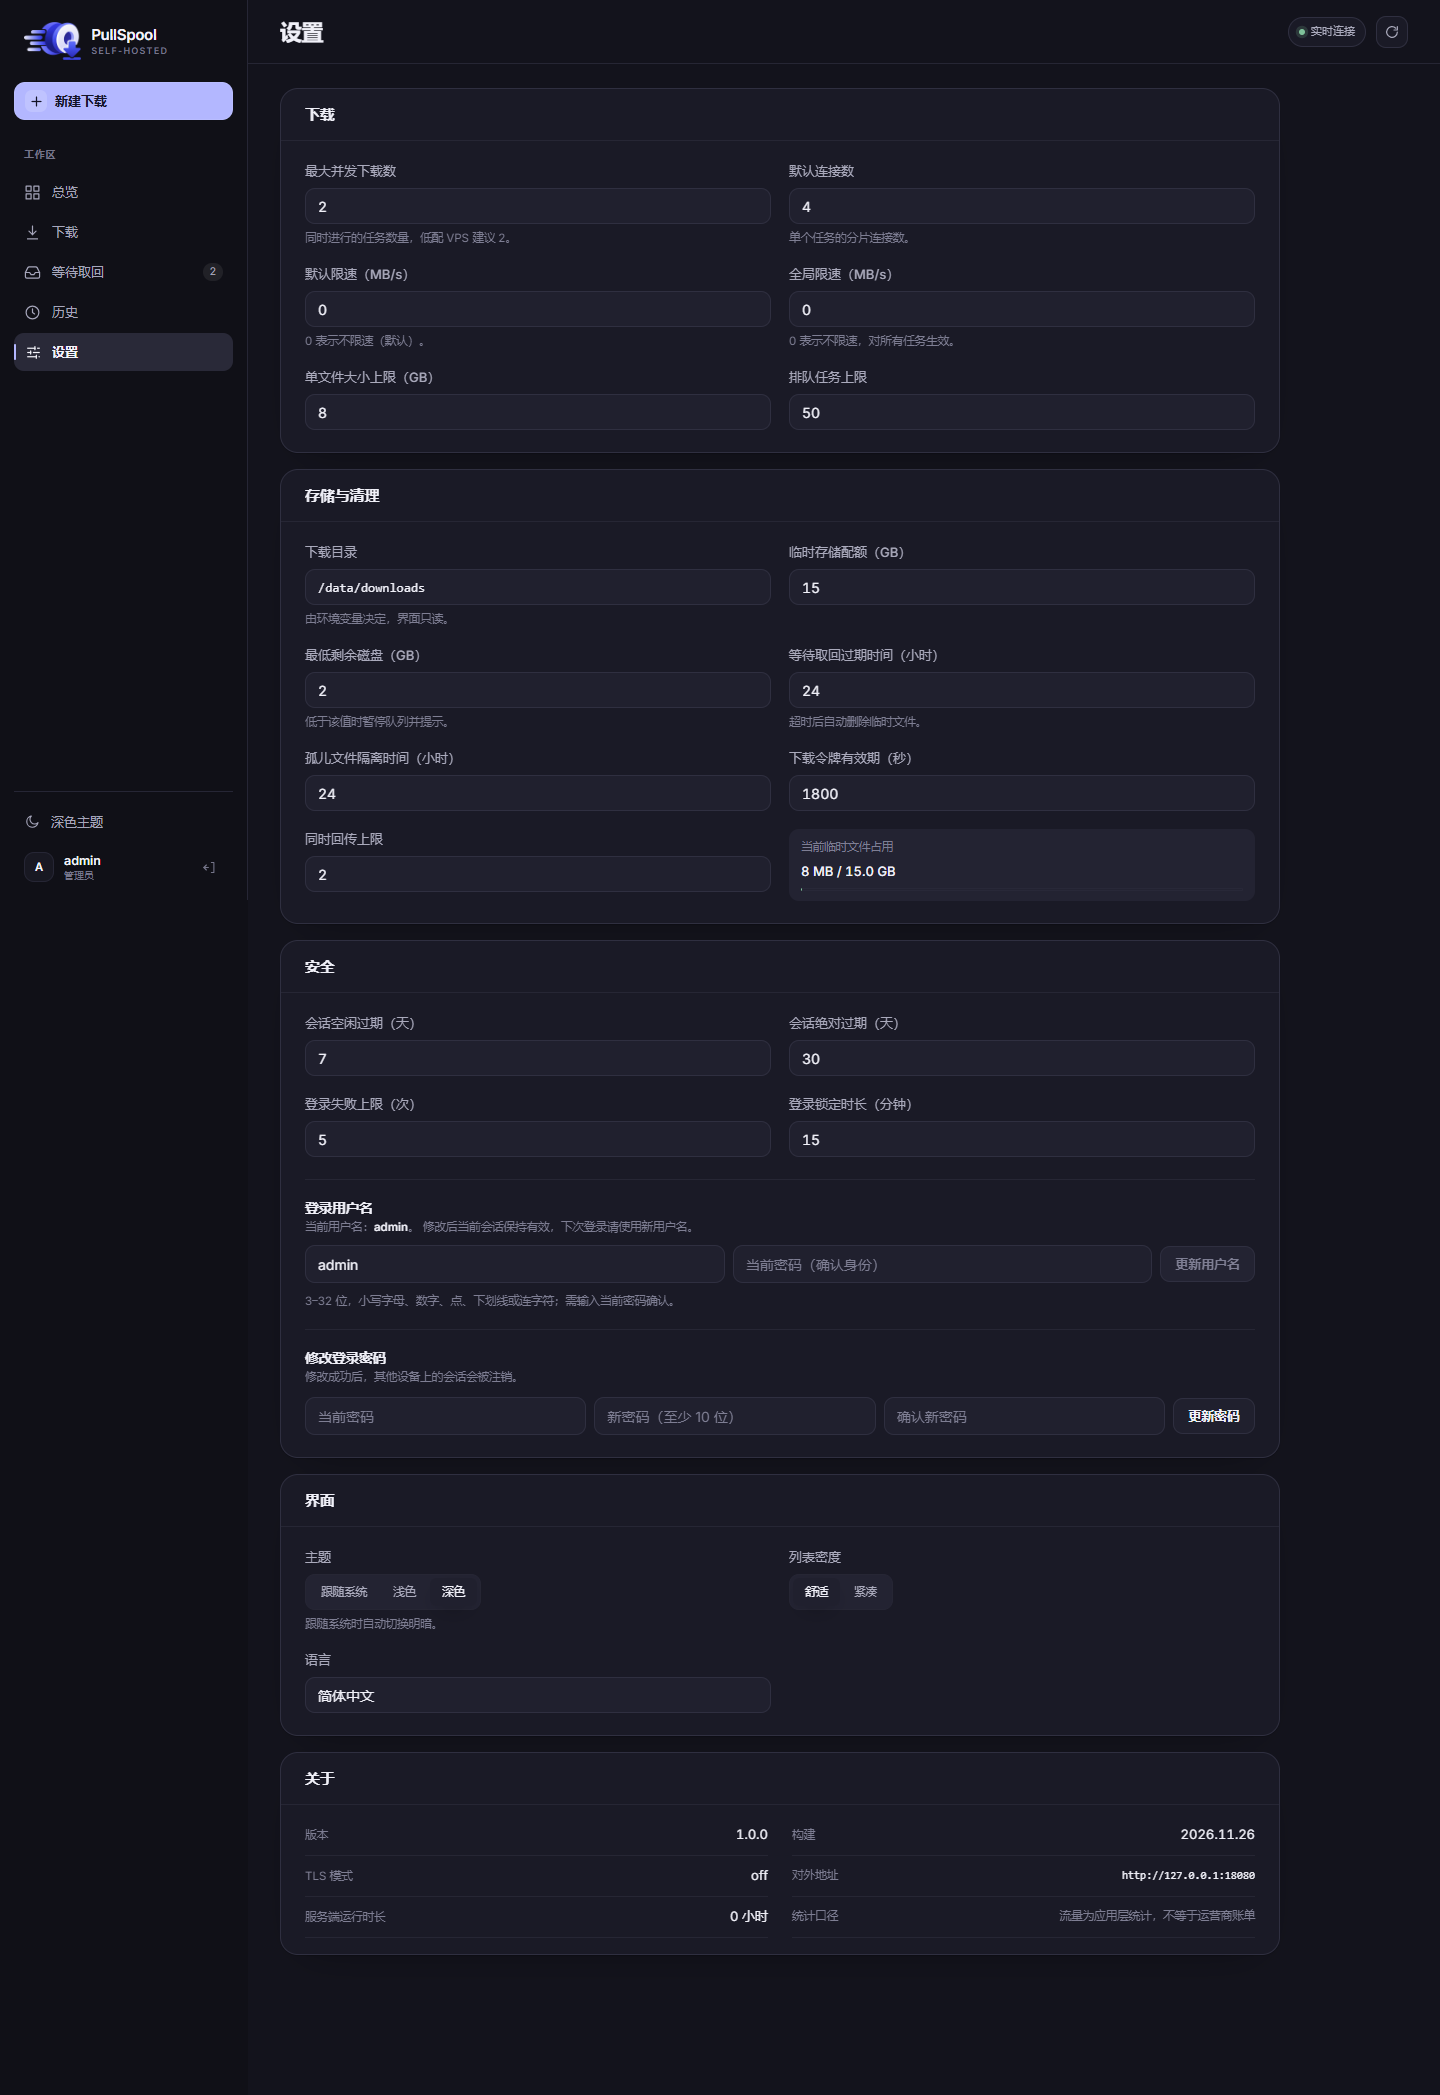 PullSpool
SELF-HOSTED
新建下载
工作区
总览
下载
等待取回
2
历史
设置
深色主题
A
admin
管理员
设置
实时连接
下载
最大并发下载数
2
同时进行的任务数量，低配 VPS 建议 2。
默认连接数
4
单个任务的分片连接数。
默认限速（MB/s）
0
0 表示不限速（默认）。
全局限速（MB/s）
0
0 表示不限速，对所有任务生效。
单文件大小上限（GB）
8
排队任务上限
50
存储与清理
下载目录
/data/downloads
由环境变量决定，界面只读。
临时存储配额（GB）
15
最低剩余磁盘（GB）
2
低于该值时暂停队列并提示。
等待取回过期时间（小时）
24
超时后自动删除临时文件。
孤儿文件隔离时间（小时）
24
下载令牌有效期（秒）
1800
同时回传上限
2
当前临时文件占用
8 MB / 15.0 GB
安全
会话空闲过期（天）
7
会话绝对过期（天）
30
登录失败上限（次）
5
登录锁定时长（分钟）
15
登录用户名
当前用户名：admin。 修改后当前会话保持有效，下次登录请使用新用户名。
admin
当前密码（确认身份）
更新用户名
3–32 位，小写字母、数字、点、下划线或连字符；需输入当前密码确认。
修改登录密码
修改成功后，其他设备上的会话会被注销。
当前密码
新密码（至少 10 位）
确认新密码
更新密码
界面
主题
跟随系统 浅色 深色
跟随系统时自动切换明暗。
列表密度
舒适 紧凑
语言
简体中文
关于
版本 1.0.0
构建 2026.11.26
TLS 模式 off
对外地址 http://127.0.0.1:18080
服务端运行时长 0 小时
统计口径 流量为应用层统计，不等于运营商账单